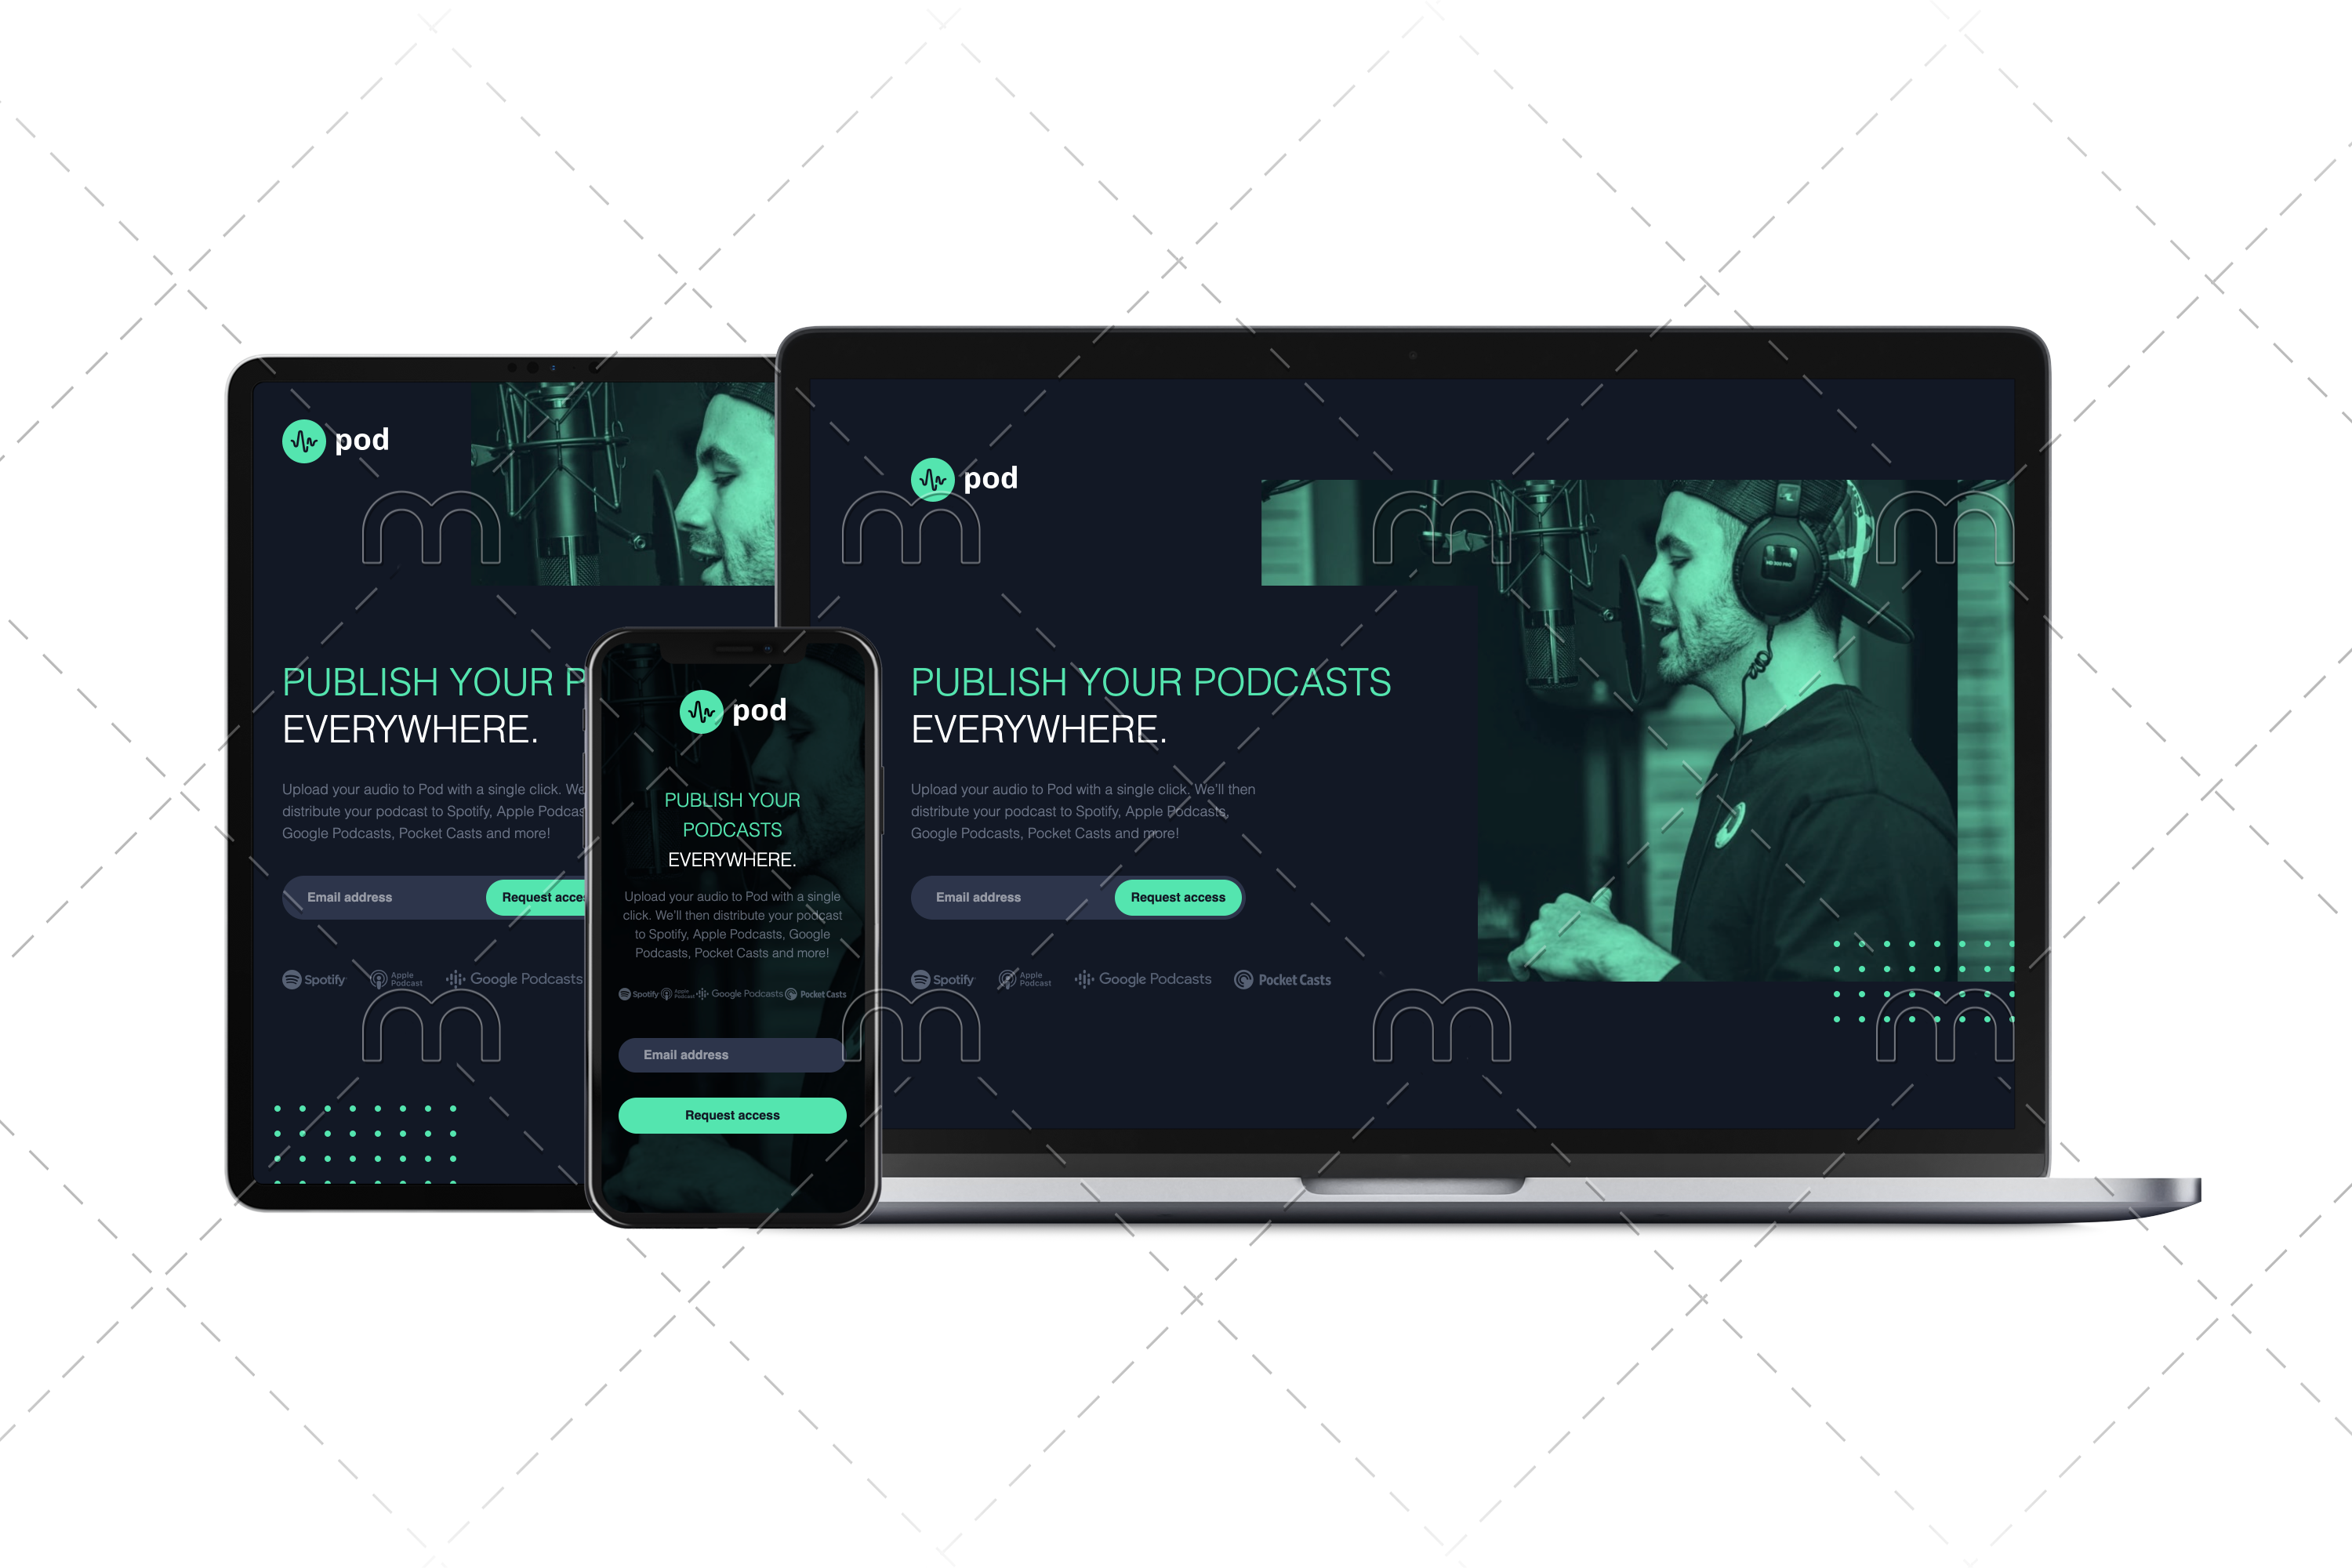 pod
PUBLISH YOUR P
EVERYWHERE.
Upload your audio to Pod with a single click. We
distribute your podcast to Spotify, Apple Podcas
Google Podcasts, Pocket Casts and more!
Email address
Request acce
Spotify
Apple
Podcast
Google Podcasts
pod
PUBLISH YOUR
PODCASTS
EVERYWHERE.
Upload your audio to Pod with a single
click. We'll then distribute your podcast
to Spotify, Apple Podcasts, Google
Podcasts, Pocket Casts and more!
Spotify
Apple
Podcast
Google Podcasts
Pocket Casts
Email address
Request access
pod
PUBLISH YOUR PODCASTS
EVERYWHERE.
Upload your audio to Pod with a single click. We'll then
distribute your podcast to Spotify, Apple Podcasts,
Google Podcasts, Pocket Casts and more!
Email address
Request access
Spotify
Apple
Podcast
Google Podcasts
Pocket Casts
m
m
m
m
m
m
m
m